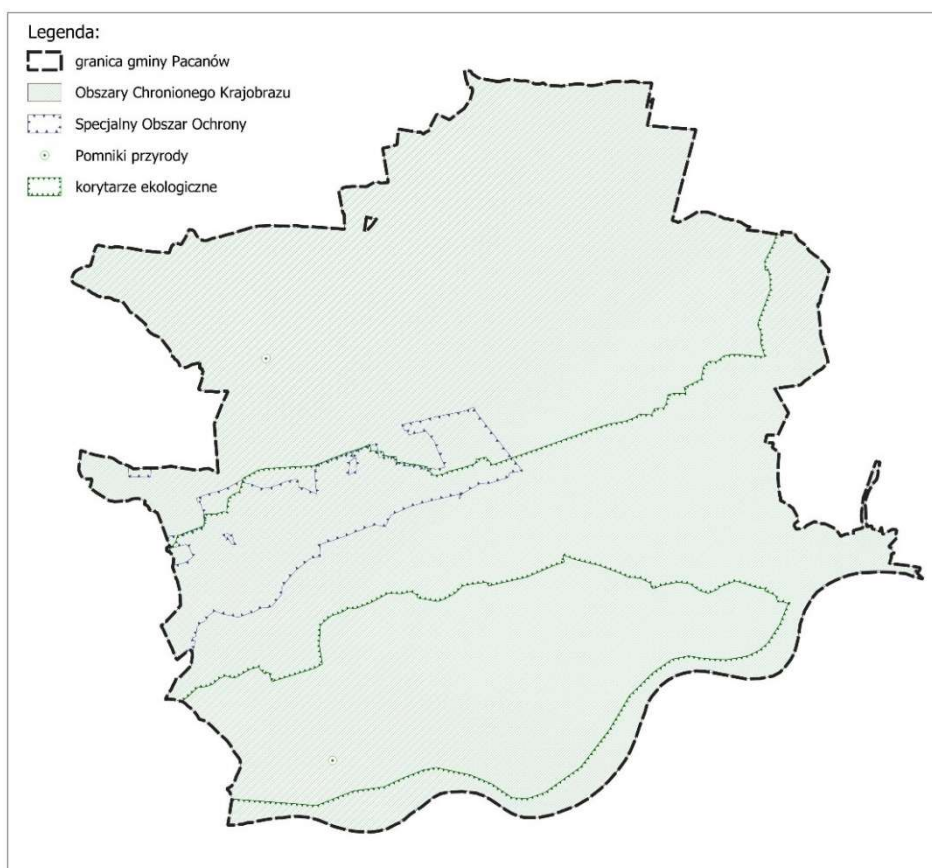 Legenda:
granica gminy Pacanów
Obszary Chronionego Krajobrazu
Specjalny Obszar Ochrony
Pomniki przyrody
korytarze ekologiczne